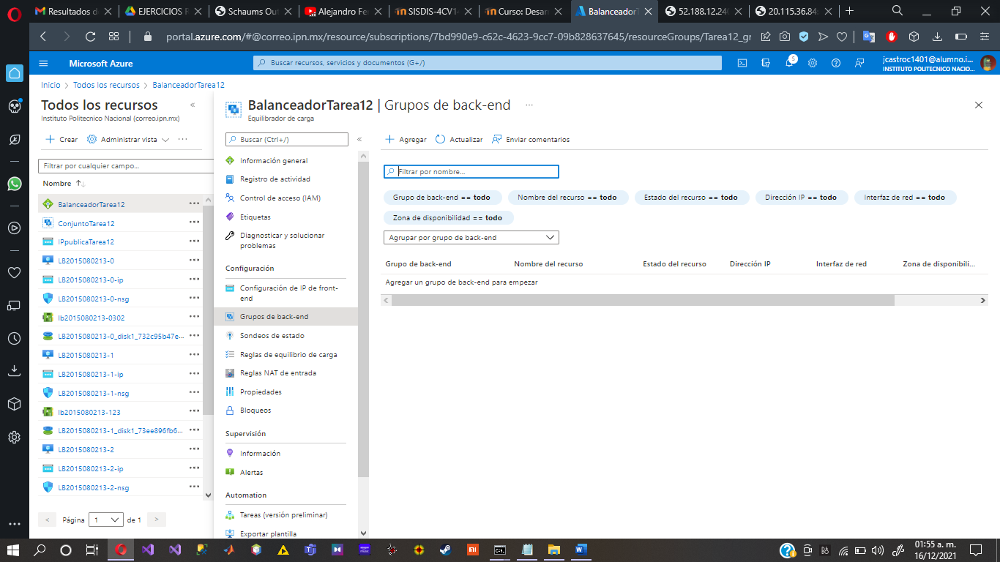 Resultados d
EJERCICIOS R
Schaums Out
Alejandro Fe
SISDIS-4CV14
Curso: Desar
BalanceadorT
52.188.12.240
20.115.36.84:
portal.azure.com/#@correo.ipn.mx/resource/subscriptions/7bd990e9-c62c-4623-9cc7-09b828637645/resourceGroups/Tarea12_gr
Microsoft Azure
Buscar recursos, servicios y documentos (G+/)
5
jcastroc1401@alumno.i...
INSTITUTO POLITECNICO NACIO...
Inicio > Todos los recursos > BalanceadorTarea12
Todos los recursos
Instituto Politecnico Nacional (correo.ipn.mx)
Crear
Administrar vista
Filtrar por cualquier campo...
Nombre
BalanceadorTarea12
ConjuntoTarea12
IPpublicaTarea12
LB2015080213-0
LB2015080213-0-ip
LB2015080213-0-nsg
lb2015080213-0302
LB2015080213-0_disk1_732c95b47e...
LB2015080213-1
LB2015080213-1-ip
LB2015080213-1-nsg
lb2015080213-123
LB2015080213-1_disk1_73ee896fb6...
LB2015080213-2
LB2015080213-2-ip
LB2015080213-2-nsg
< Página 1 de 1 >
BalanceadorTarea12 | Grupos de back-end ...
Equilibrador de carga
Buscar (Ctrl+/)
Información general
Registro de actividad
Control de acceso (IAM)
Etiquetas
Diagnosticar y solucionar
problemas
Configuración
Configuración de IP de front-
end
Grupos de back-end
Sondeos de estado
Reglas de equilibrio de carga
Reglas NAT de entrada
Propiedades
Bloqueos
Supervisión
Información
Alertas
Automation
Tareas (versión preliminar)
Exportar plantilla
Agregar
Actualizar
Enviar comentarios
Filtrar por nombre...
Grupo de back-end == todo
Nombre del recurso == todo
Estado del recurso == todo
Dirección IP == todo
Interfaz de red == todo
Zona de disponibilidad == todo
Agrupar por grupo de back-end
Grupo de back-end
Nombre del recurso
Estado del recurso
Dirección IP
Interfaz de red
Zona de disponibili...
Agregar un grupo de back-end para empezar
01:55 a. m.
16/12/2021